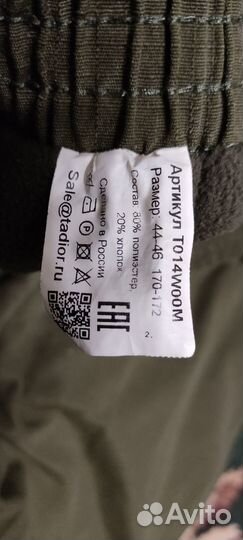 Артикул T014W00M
Размер 44-46 170-172
Состав 80% полиэстер,
20% хлопок
Сделано в России
Sale@tadior.ru
EAC
2.
Avito